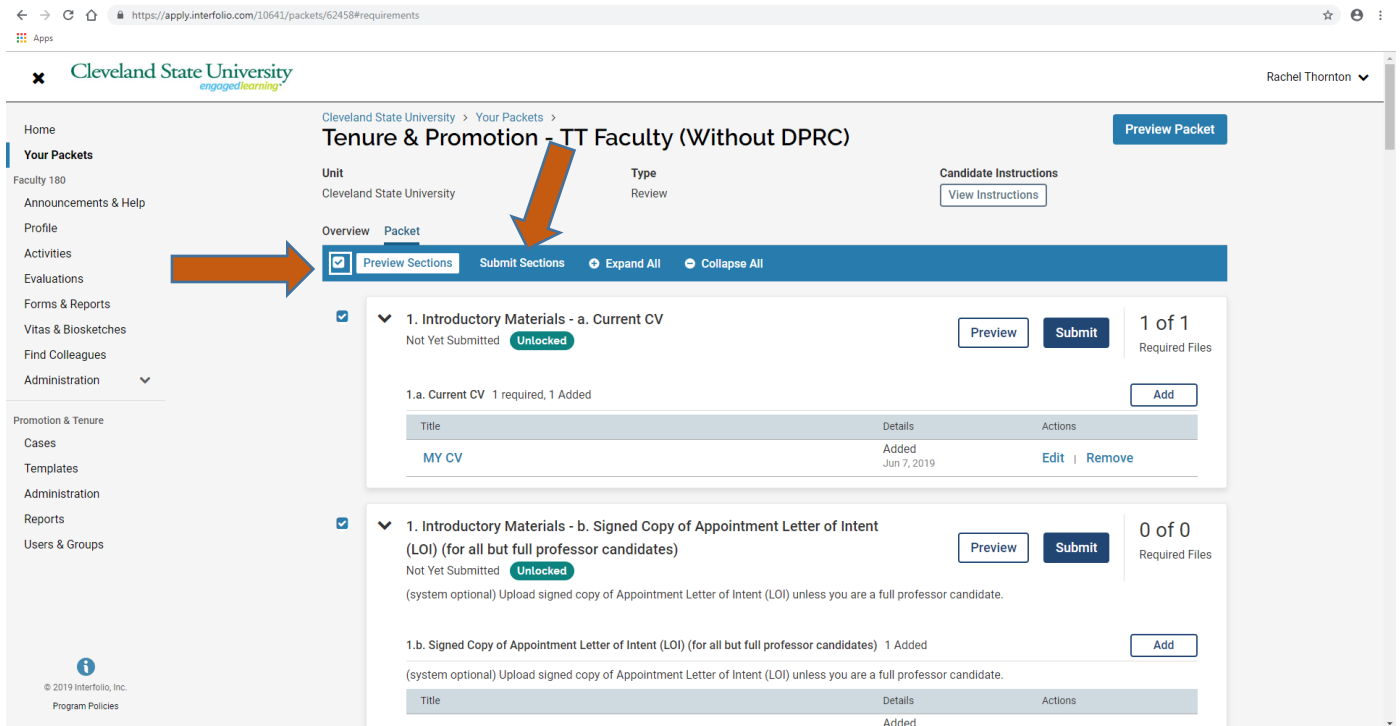 https://apply.interfolio.com/10641/packets/62458#requirements
Apps
Cleveland State University
engagedlearning
Rachel Thornton
Home
Your Packets
Faculty 180
Announcements & Help
Profile
Activities
Evaluations
Forms & Reports
Vitas & Biosketches
Find Colleagues
Administration
Promotion & Tenure
Cases
Templates
Administration
Reports
Users & Groups
© 2019 Interfolio, Inc.
Program Policies
Cleveland State University > Your Packets >
Tenure & Promotion - TT Faculty (Without DPRC)
Preview Packet
Unit
Cleveland State University
Type
Review
Candidate Instructions
View Instructions
Overview Packet
Preview Sections Submit Sections Expand All Collapse All
1. Introductory Materials - a. Current CV
Not Yet Submitted Unlocked
Preview Submit
1 of 1
Required Files
1.a. Current CV 1 required, 1 Added
Add
Title Details Actions
MY CV
Added
Jun 7, 2019
Edit | Remove
1. Introductory Materials - b. Signed Copy of Appointment Letter of Intent
(LOI) (for all but full professor candidates)
Not Yet Submitted Unlocked
Preview Submit
0 of 0
Required Files
(system optional) Upload signed copy of Appointment Letter of Intent (LOI) unless you are a full professor candidate.
1.b. Signed Copy of Appointment Letter of Intent (LOI) (for all but full professor candidates) 1 Added
Add
(system optional) Upload signed copy of Appointment Letter of Intent (LOI) unless you are a full professor candidate.
Title Details Actions
Added